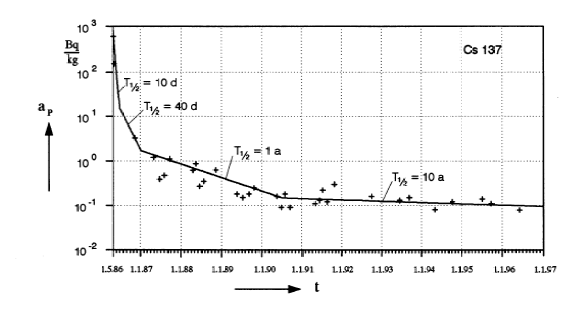 10³
Bq
kg
10²
a_P
10¹
10⁰
10⁻¹
10⁻²
Cs 137
T½ = 10 d
T½ = 40 d
T½ = 1 a
T½ = 10 a
1.5.86 1.1.87 1.1.88 1.1.89 1.1.90 1.1.91 1.1.92 1.1.93 1.1.94 1.1.95 1.1.96 1.1.97
t